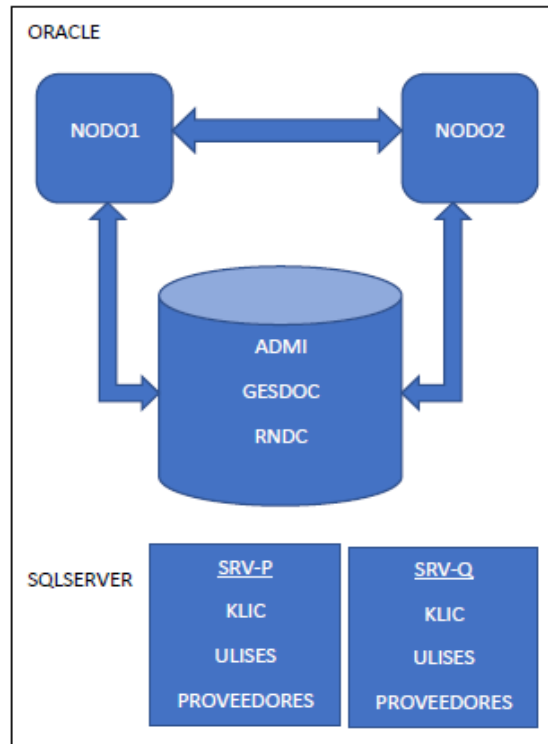 ORACLE
NODO1
NODO2
ADMI
GESDOC
RNDC
SQLSERVER
SRV-P
KLIC
ULISES
PROVEEDORES
SRV-Q
KLIC
ULISES
PROVEEDORES